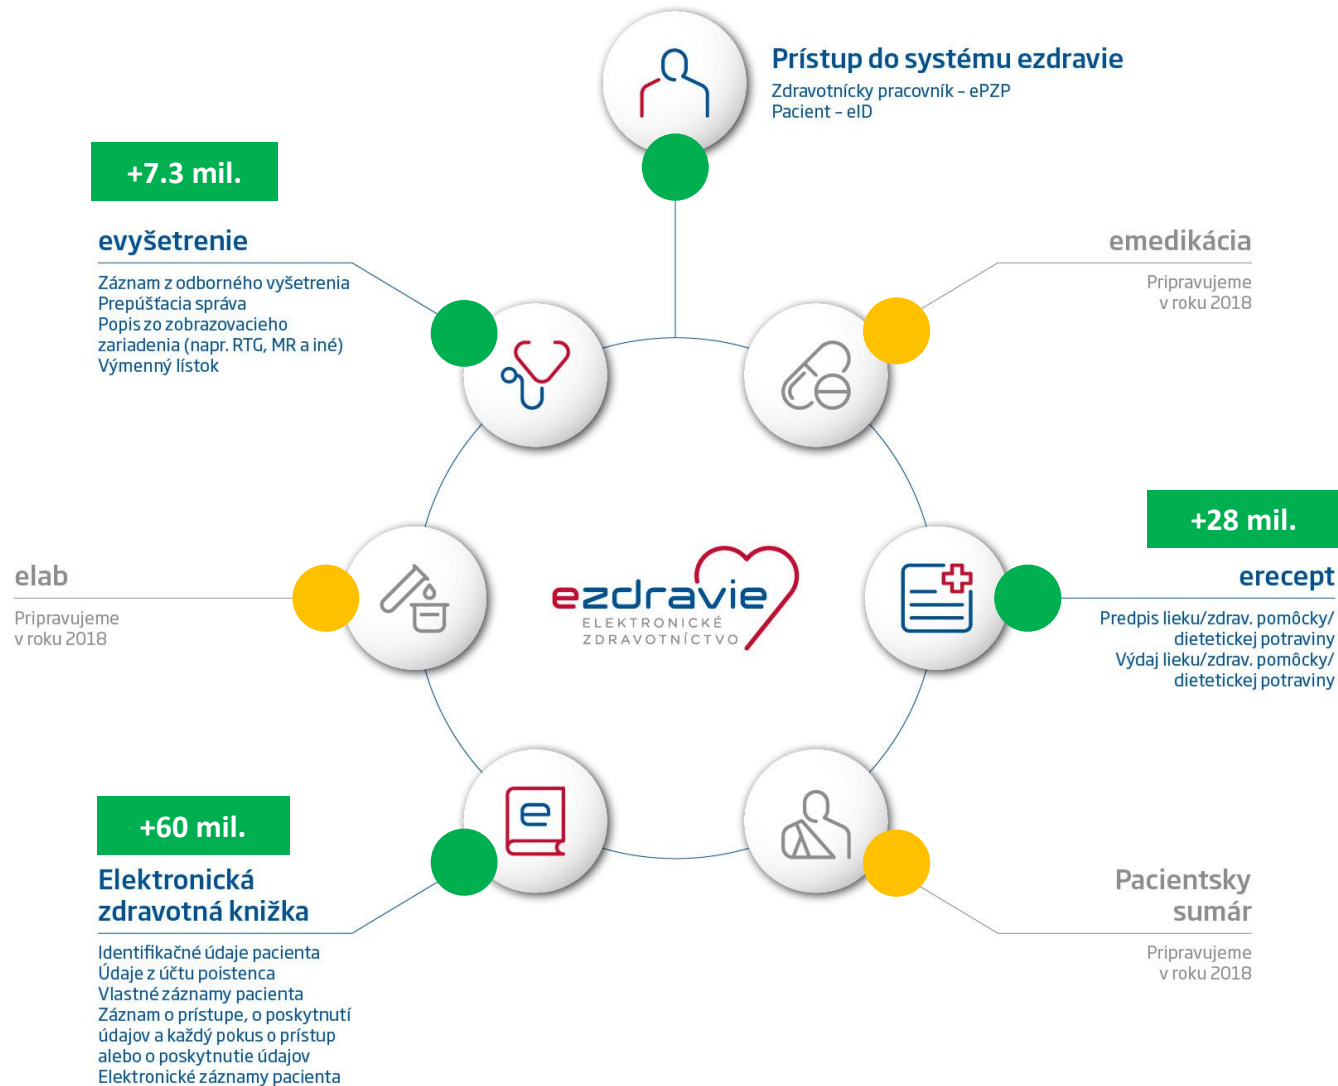 Prístup do systému ezdravie
Zdravotnícky pracovník – ePZP
Pacient – eID
+7.3 mil.
evyšetrenie
Záznam z odborného vyšetrenia
Prepúšťacia správa
Popis zo zobrazovacieho
zariadenia (napr. RTG, MR a iné)
Výmenný lístok
emedikácia
Pripravujeme
v roku 2018
+28 mil.
erecept
Predpis lieku/zdrav. pomôcky/
dietetickej potraviny
Výdaj lieku/zdrav. pomôcky/
dietetickej potraviny
elab
Pripravujeme
v roku 2018
ezdravie
ELEKTRONICKÉ
ZDRAVOTNÍCTVO
e
+60 mil.
Elektronická
zdravotná knižka
Identifikačné údaje pacienta
Údaje z účtu poistenca
Vlastné záznamy pacienta
Záznam o prístupe, o poskytnutí
údajov a každý pokus o prístup
alebo o poskytnutie údajov
Elektronické záznamy pacienta
Pacientsky
sumár
Pripravujeme
v roku 2018